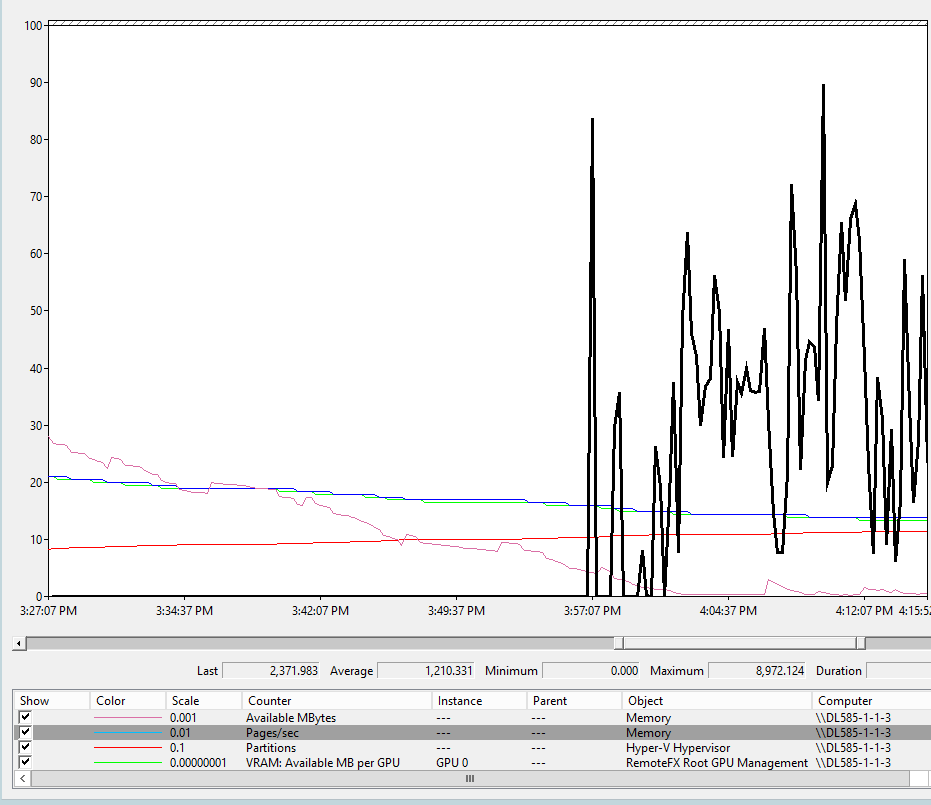 100
90
80
70
60
50
40
30
20
10
0
3:27:07 PM 3:34:37 PM 3:42:07 PM 3:49:37 PM 3:57:07 PM 4:04:37 PM 4:12:07 PM 4:15:52
Last 2,371.983 Average 1,210.331 Minimum 0.000 Maximum 8,972.124 Duration
Show Color Scale Counter Instance Parent Object Computer
0.001 Available MBytes --- --- Memory \\DL585-1-1-3
0.01 Pages/sec --- --- Memory \\DL585-1-1-3
0.1 Partitions --- --- Hyper-V Hypervisor \\DL585-1-1-3
0.00000001 VRAM: Available MB per GPU GPU 0 --- RemoteFX Root GPU Management \\DL585-1-1-3